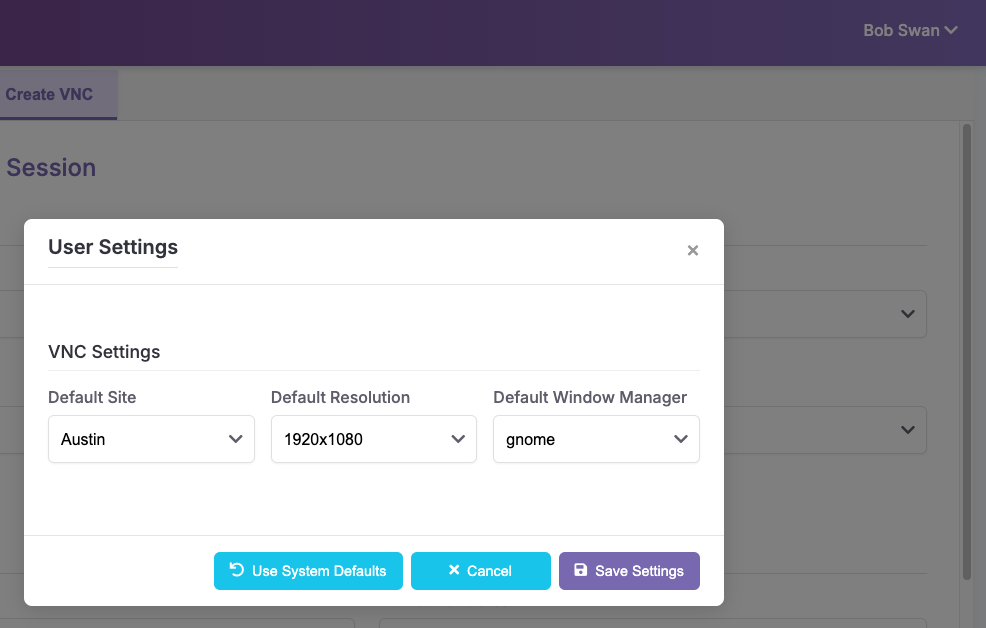 Bob Swan
Create VNC
Session
User Settings
VNC Settings
Default Site Default Resolution Default Window Manager
Austin 1920x1080 gnome
Use System Defaults Cancel Save Settings